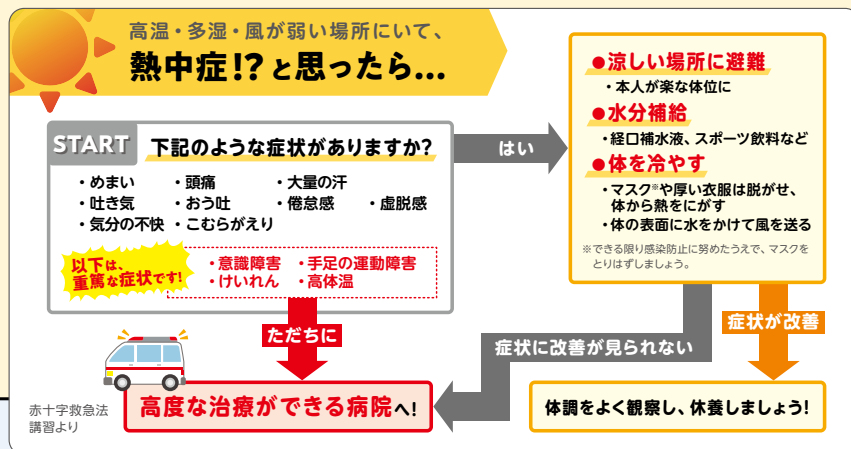 高温・多湿・風が弱い場所にいて、
熱中症!?と思ったら...
START 下記のような症状がありますか?
・めまい ・頭痛 ・大量の汗
・吐き気 ・おう吐 ・倦怠感 ・虚脱感
・気分の不快 ・こむらがえり
以下は、
重篤な症状です!
・意識障害 ・手足の運動障害
・けいれん ・高体温
はい
●涼しい場所に避難
・本人が楽な体位に
●水分補給
・経口補水液、スポーツ飲料など
●体を冷やす
・マスク※や厚い衣服は脱がせ、
体から熱をにがす
・体の表面に水をかけて風を送る
※できる限り感染防止に努めたうえで、マスクを
とりはずしましょう。
ただちに
症状に改善が見られない
症状が改善
高度な治療ができる病院へ!
体調をよく観察し、休養しましょう!
赤十字救急法
講習より